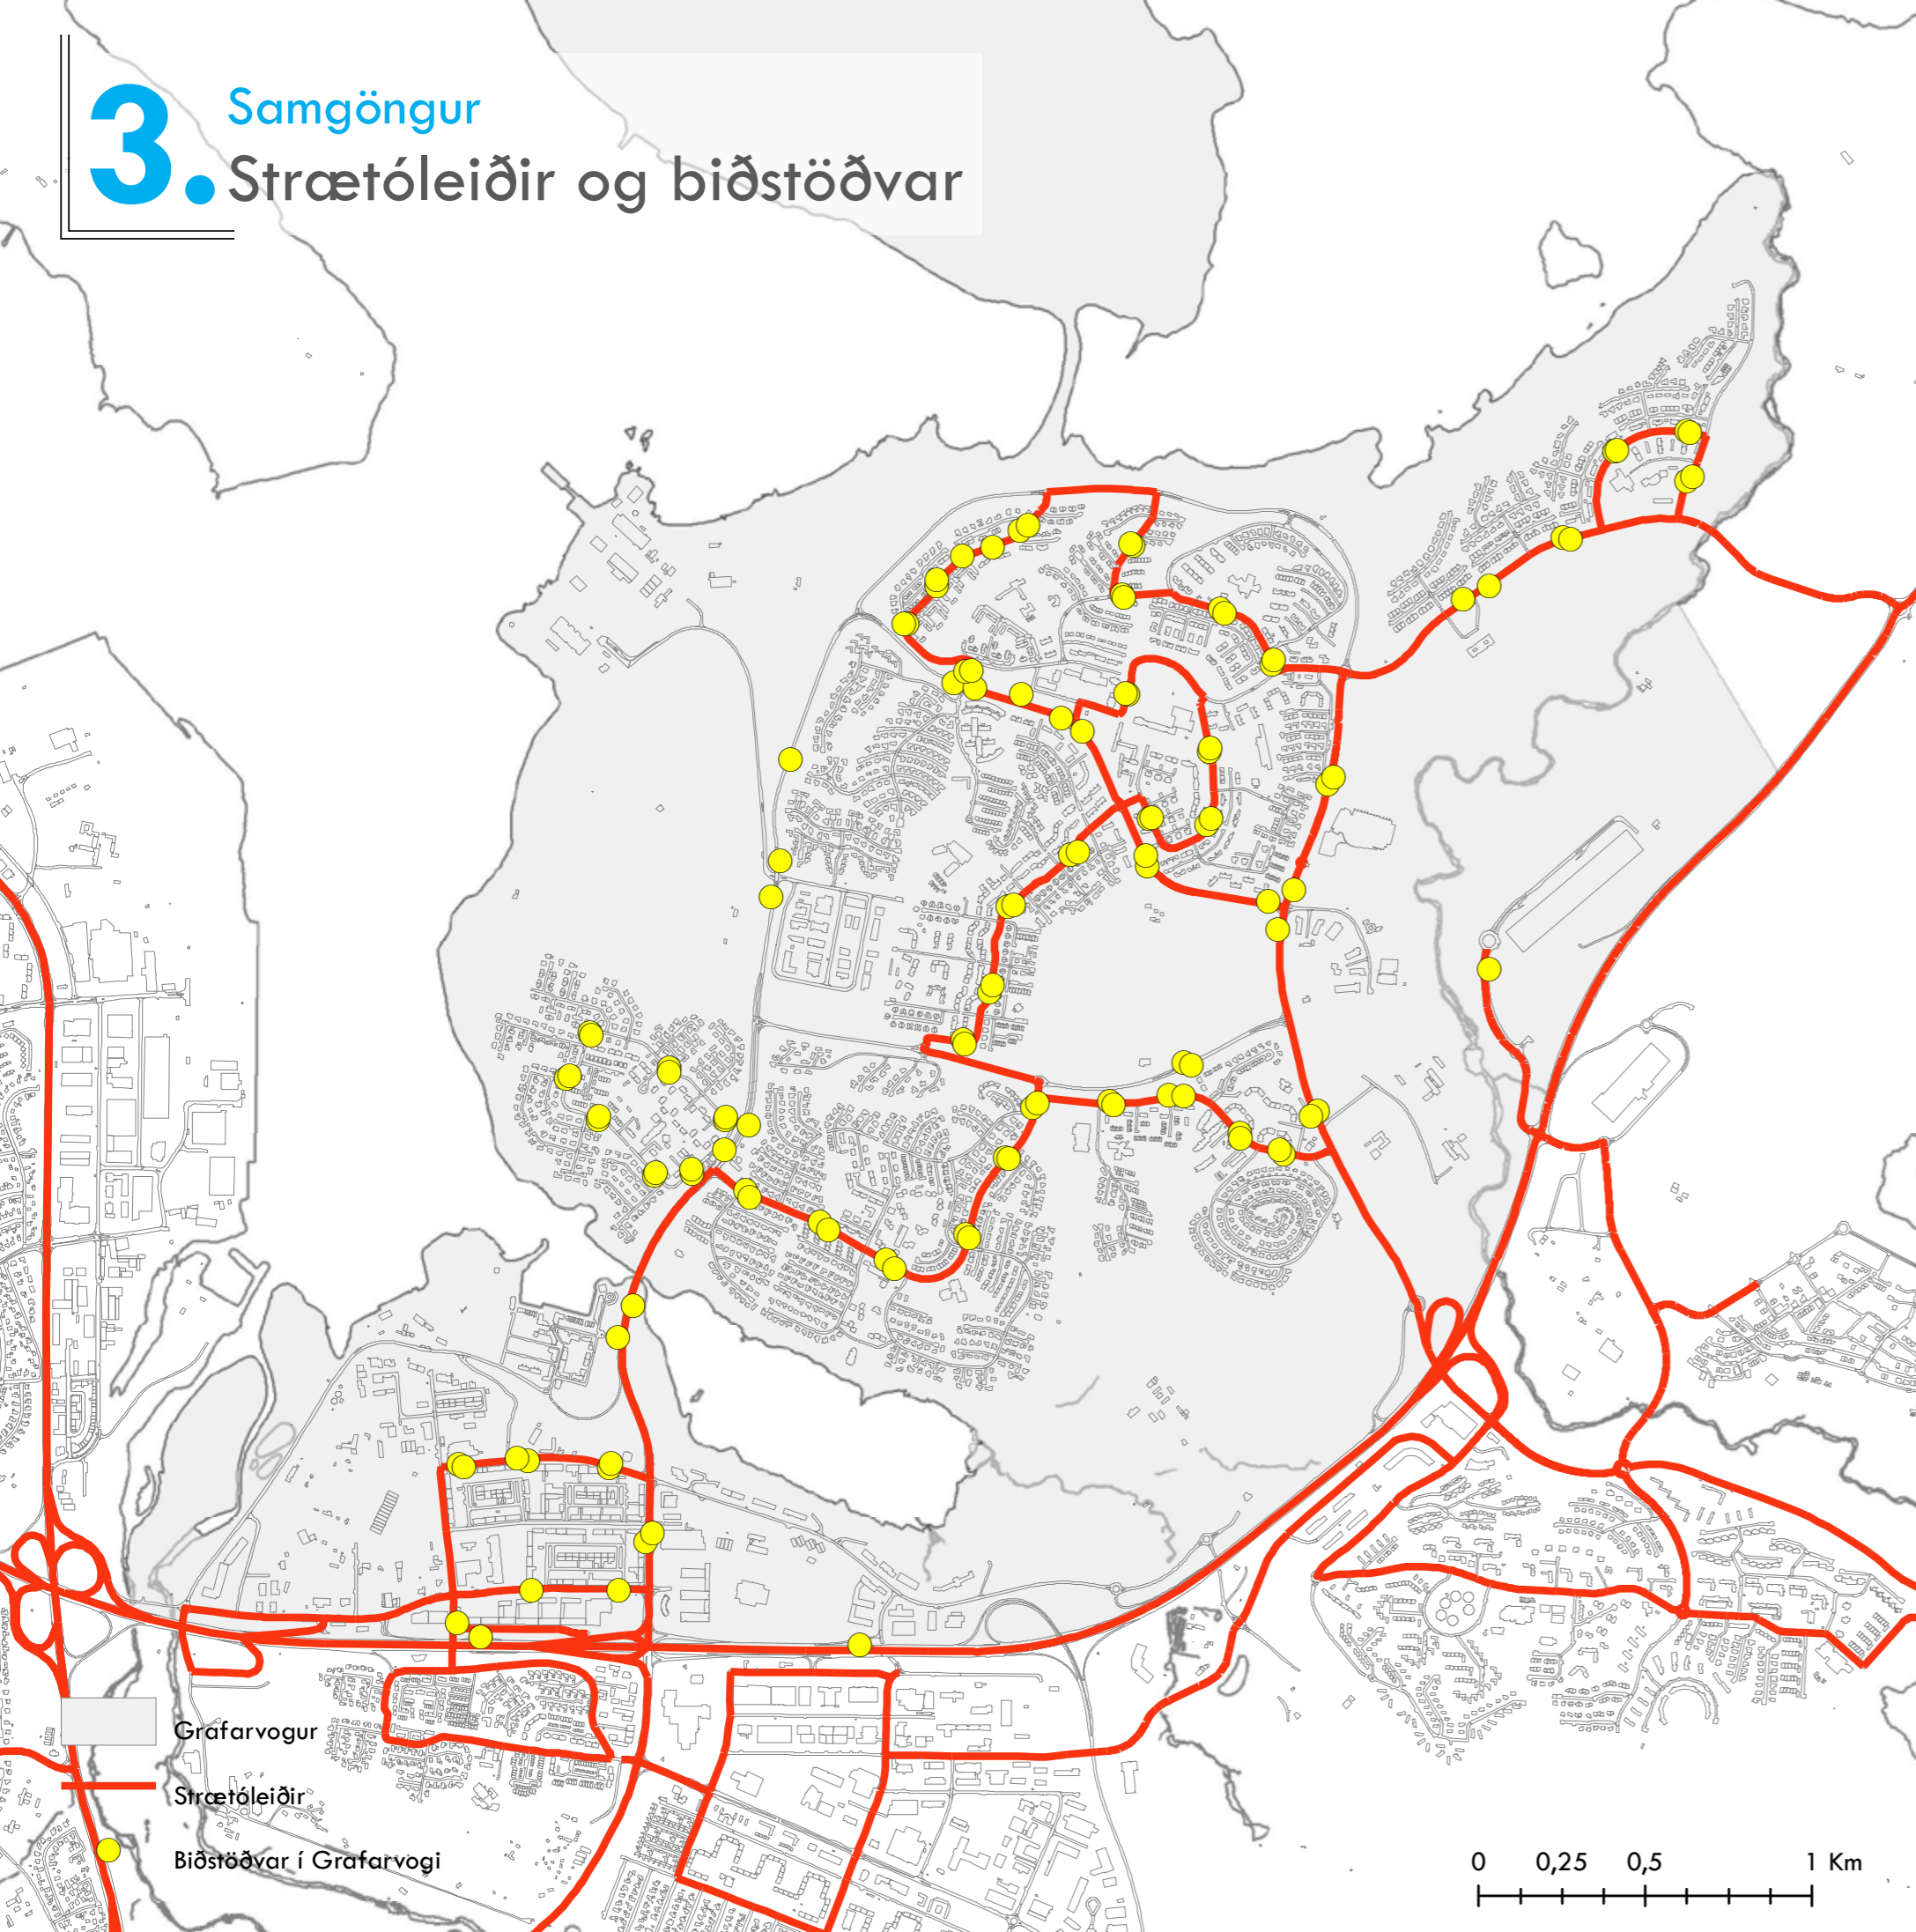 3. Samgöngur
Strætóleiðir og biðstöðvar
Grafarvogur
Strætóleiðir
Biðstöðvar í Grafarvogi
0 0,25 0,5 1 Km